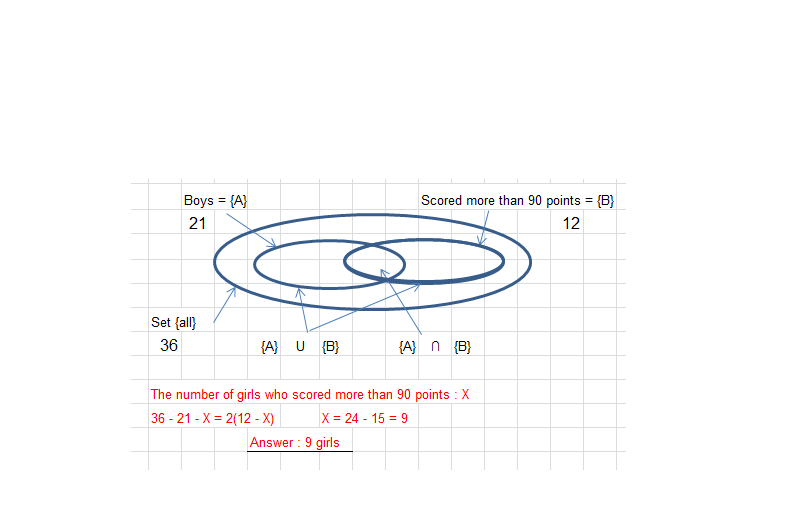 Boys = {A} Scored more than 90 points = {B}
21 12
Set {all}
36 {A} U {B} {A} ∩ {B}
The number of girls who scored more than 90 points : X
36 - 21 - X = 2(12 - X) X = 24 - 15 = 9
Answer : 9 girls